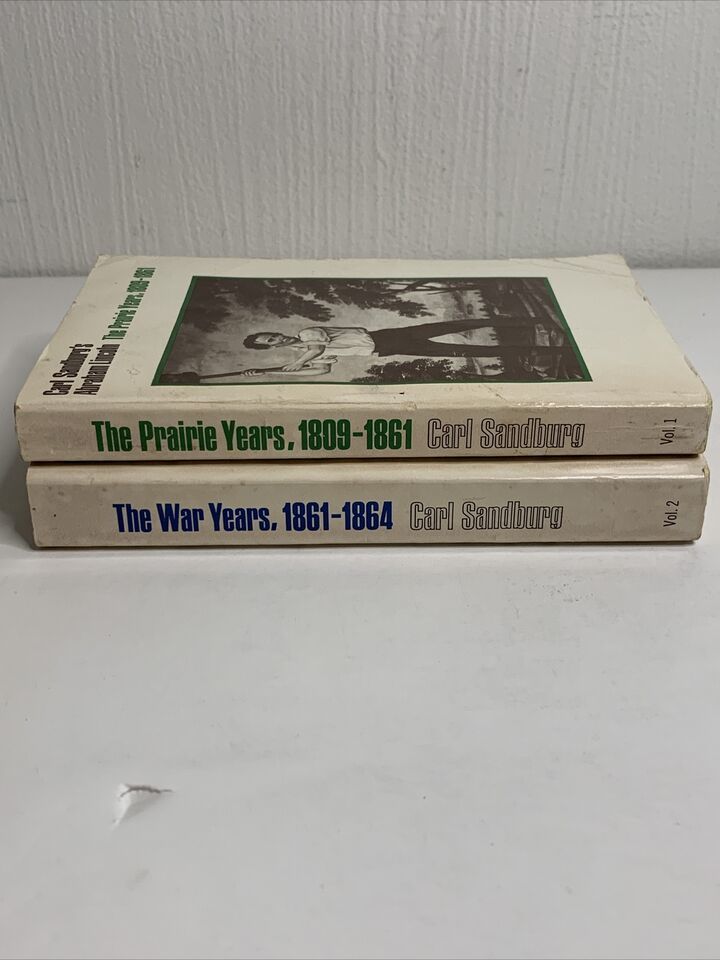 Carl Sandburg's
Abraham Lincoln The Prairie Years, 1809-1861
The Prairie Years, 1809-1861 Carl Sandburg Vol. 1
The War Years, 1861-1864 Carl Sandburg Vol. 2